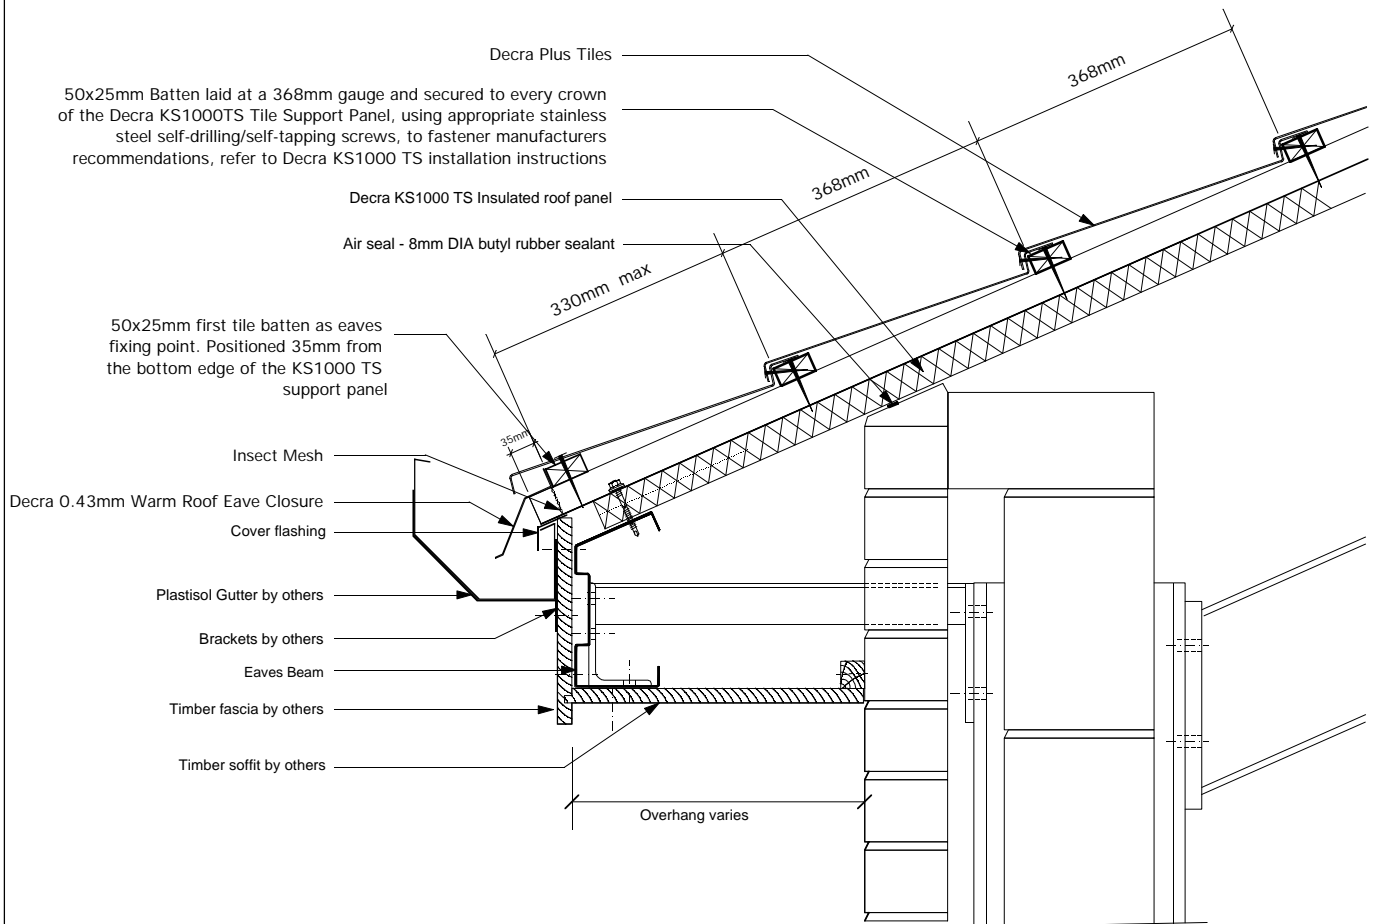 Decra Plus Tiles
368mm
50x25mm Batten laid at a 368mm gauge and secured to every crown
of the Decra KS1000TS Tile Support Panel, using appropriate stainless
steel self-drilling/self-tapping screws, to fastener manufacturers
recommendations, refer to Decra KS1000 TS installation instructions
368mm
Decra KS1000 TS Insulated roof panel
Air seal - 8mm DIA butyl rubber sealant
330mm max
50x25mm first tile batten as eaves
fixing point. Positioned 35mm from
the bottom edge of the KS1000 TS
support panel
35mm
Insect Mesh
Decra 0.43mm Warm Roof Eave Closure
Cover flashing
Plastisol Gutter by others
Brackets by others
Eaves Beam
Timber fascia by others
Timber soffit by others
Overhang varies